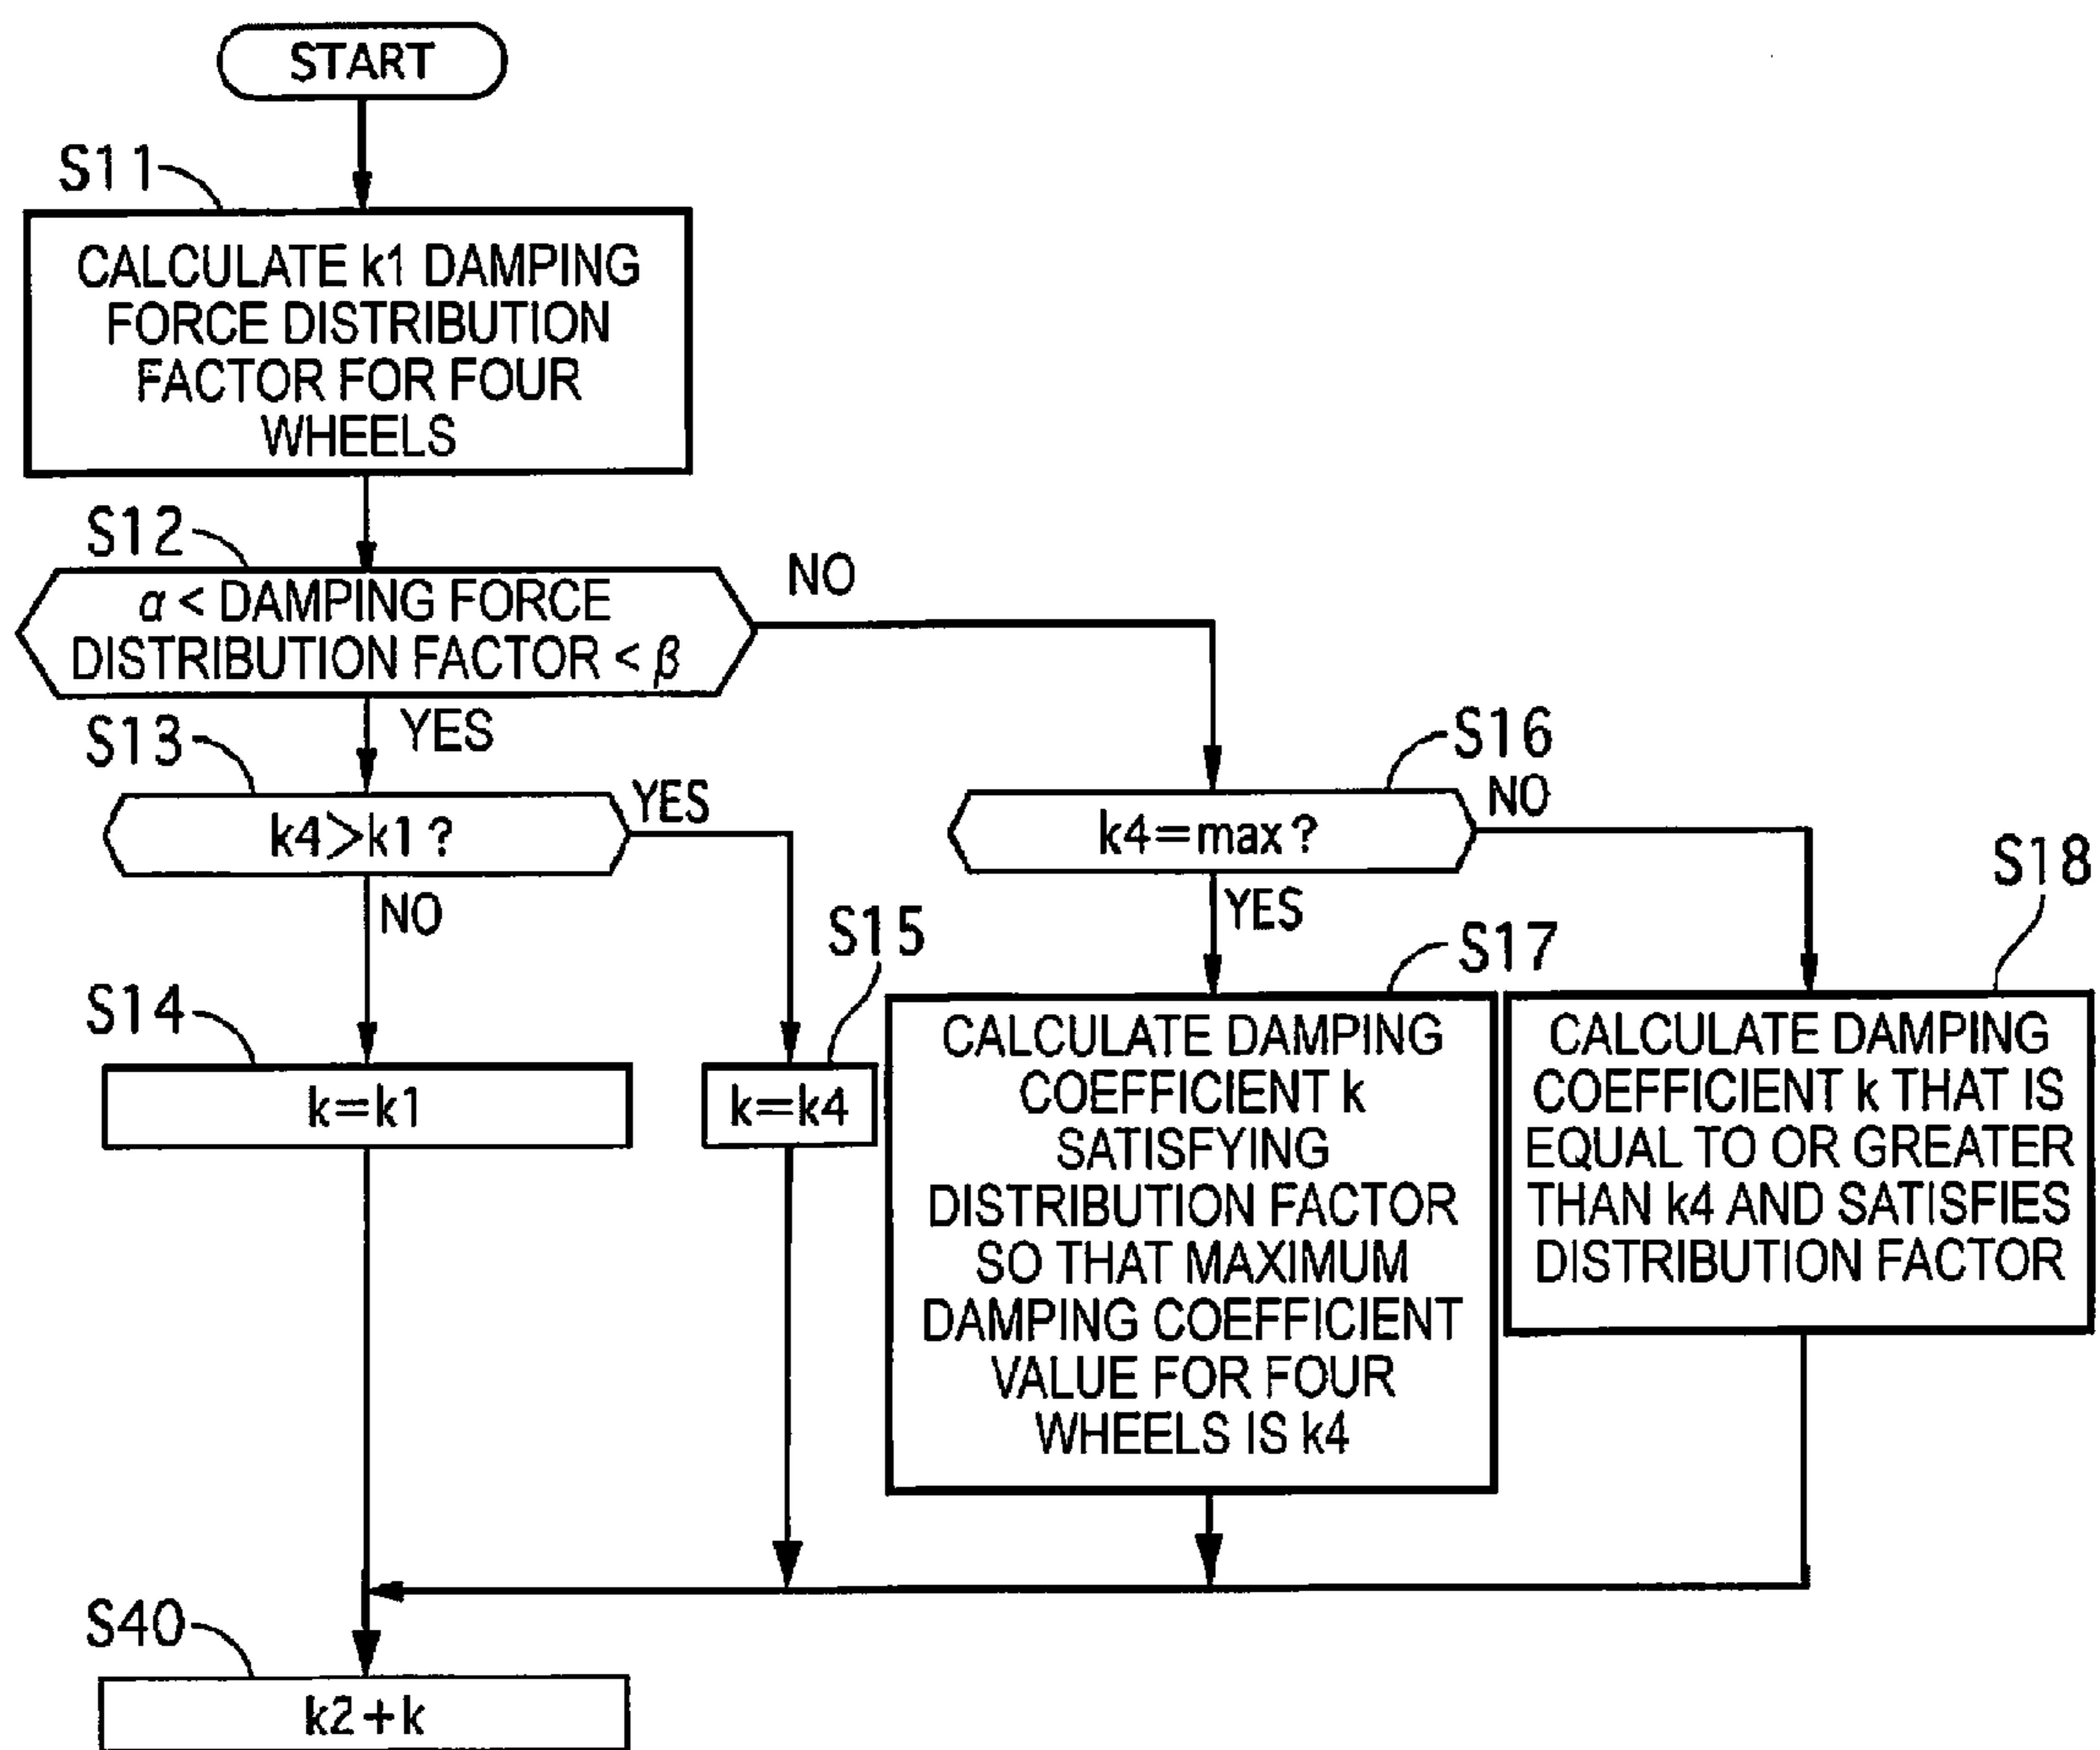 START
S11
CALCULATE k1 DAMPING
FORCE DISTRIBUTION
FACTOR FOR FOUR
WHEELS
S12
α < DAMPING FORCE
DISTRIBUTION FACTOR < β
NO
YES
S13
k4>k1?
YES
NO
S16
k4=max?
NO
YES
S14
k=k1
S15
k=k4
S17
CALCULATE DAMPING
COEFFICIENT k
SATISFYING
DISTRIBUTION FACTOR
SO THAT MAXIMUM
DAMPING COEFFICIENT
VALUE FOR FOUR
WHEELS IS k4
S18
CALCULATE DAMPING
COEFFICIENT k THAT IS
EQUAL TO OR GREATER
THAN k4 AND SATISFIES
DISTRIBUTION FACTOR
S40
k2+k